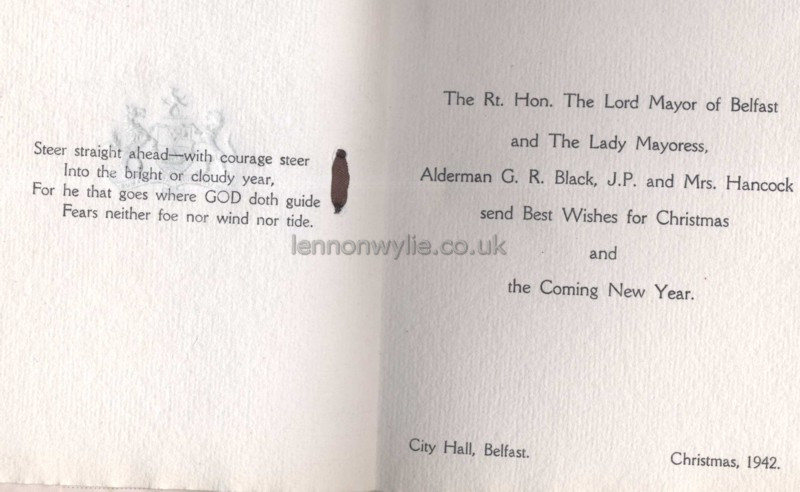 Steer straight ahead—with courage steer
Into the bright or cloudy year,
For he that goes where GOD doth guide
Fears neither foe nor wind nor tide.
lennonwylie.co.uk
The Rt. Hon. The Lord Mayor of Belfast
and The Lady Mayoress,
Alderman G. R. Black, J.P. and Mrs. Hancock
send Best Wishes for Christmas
and
the Coming New Year.
City Hall, Belfast.
Christmas, 1942.